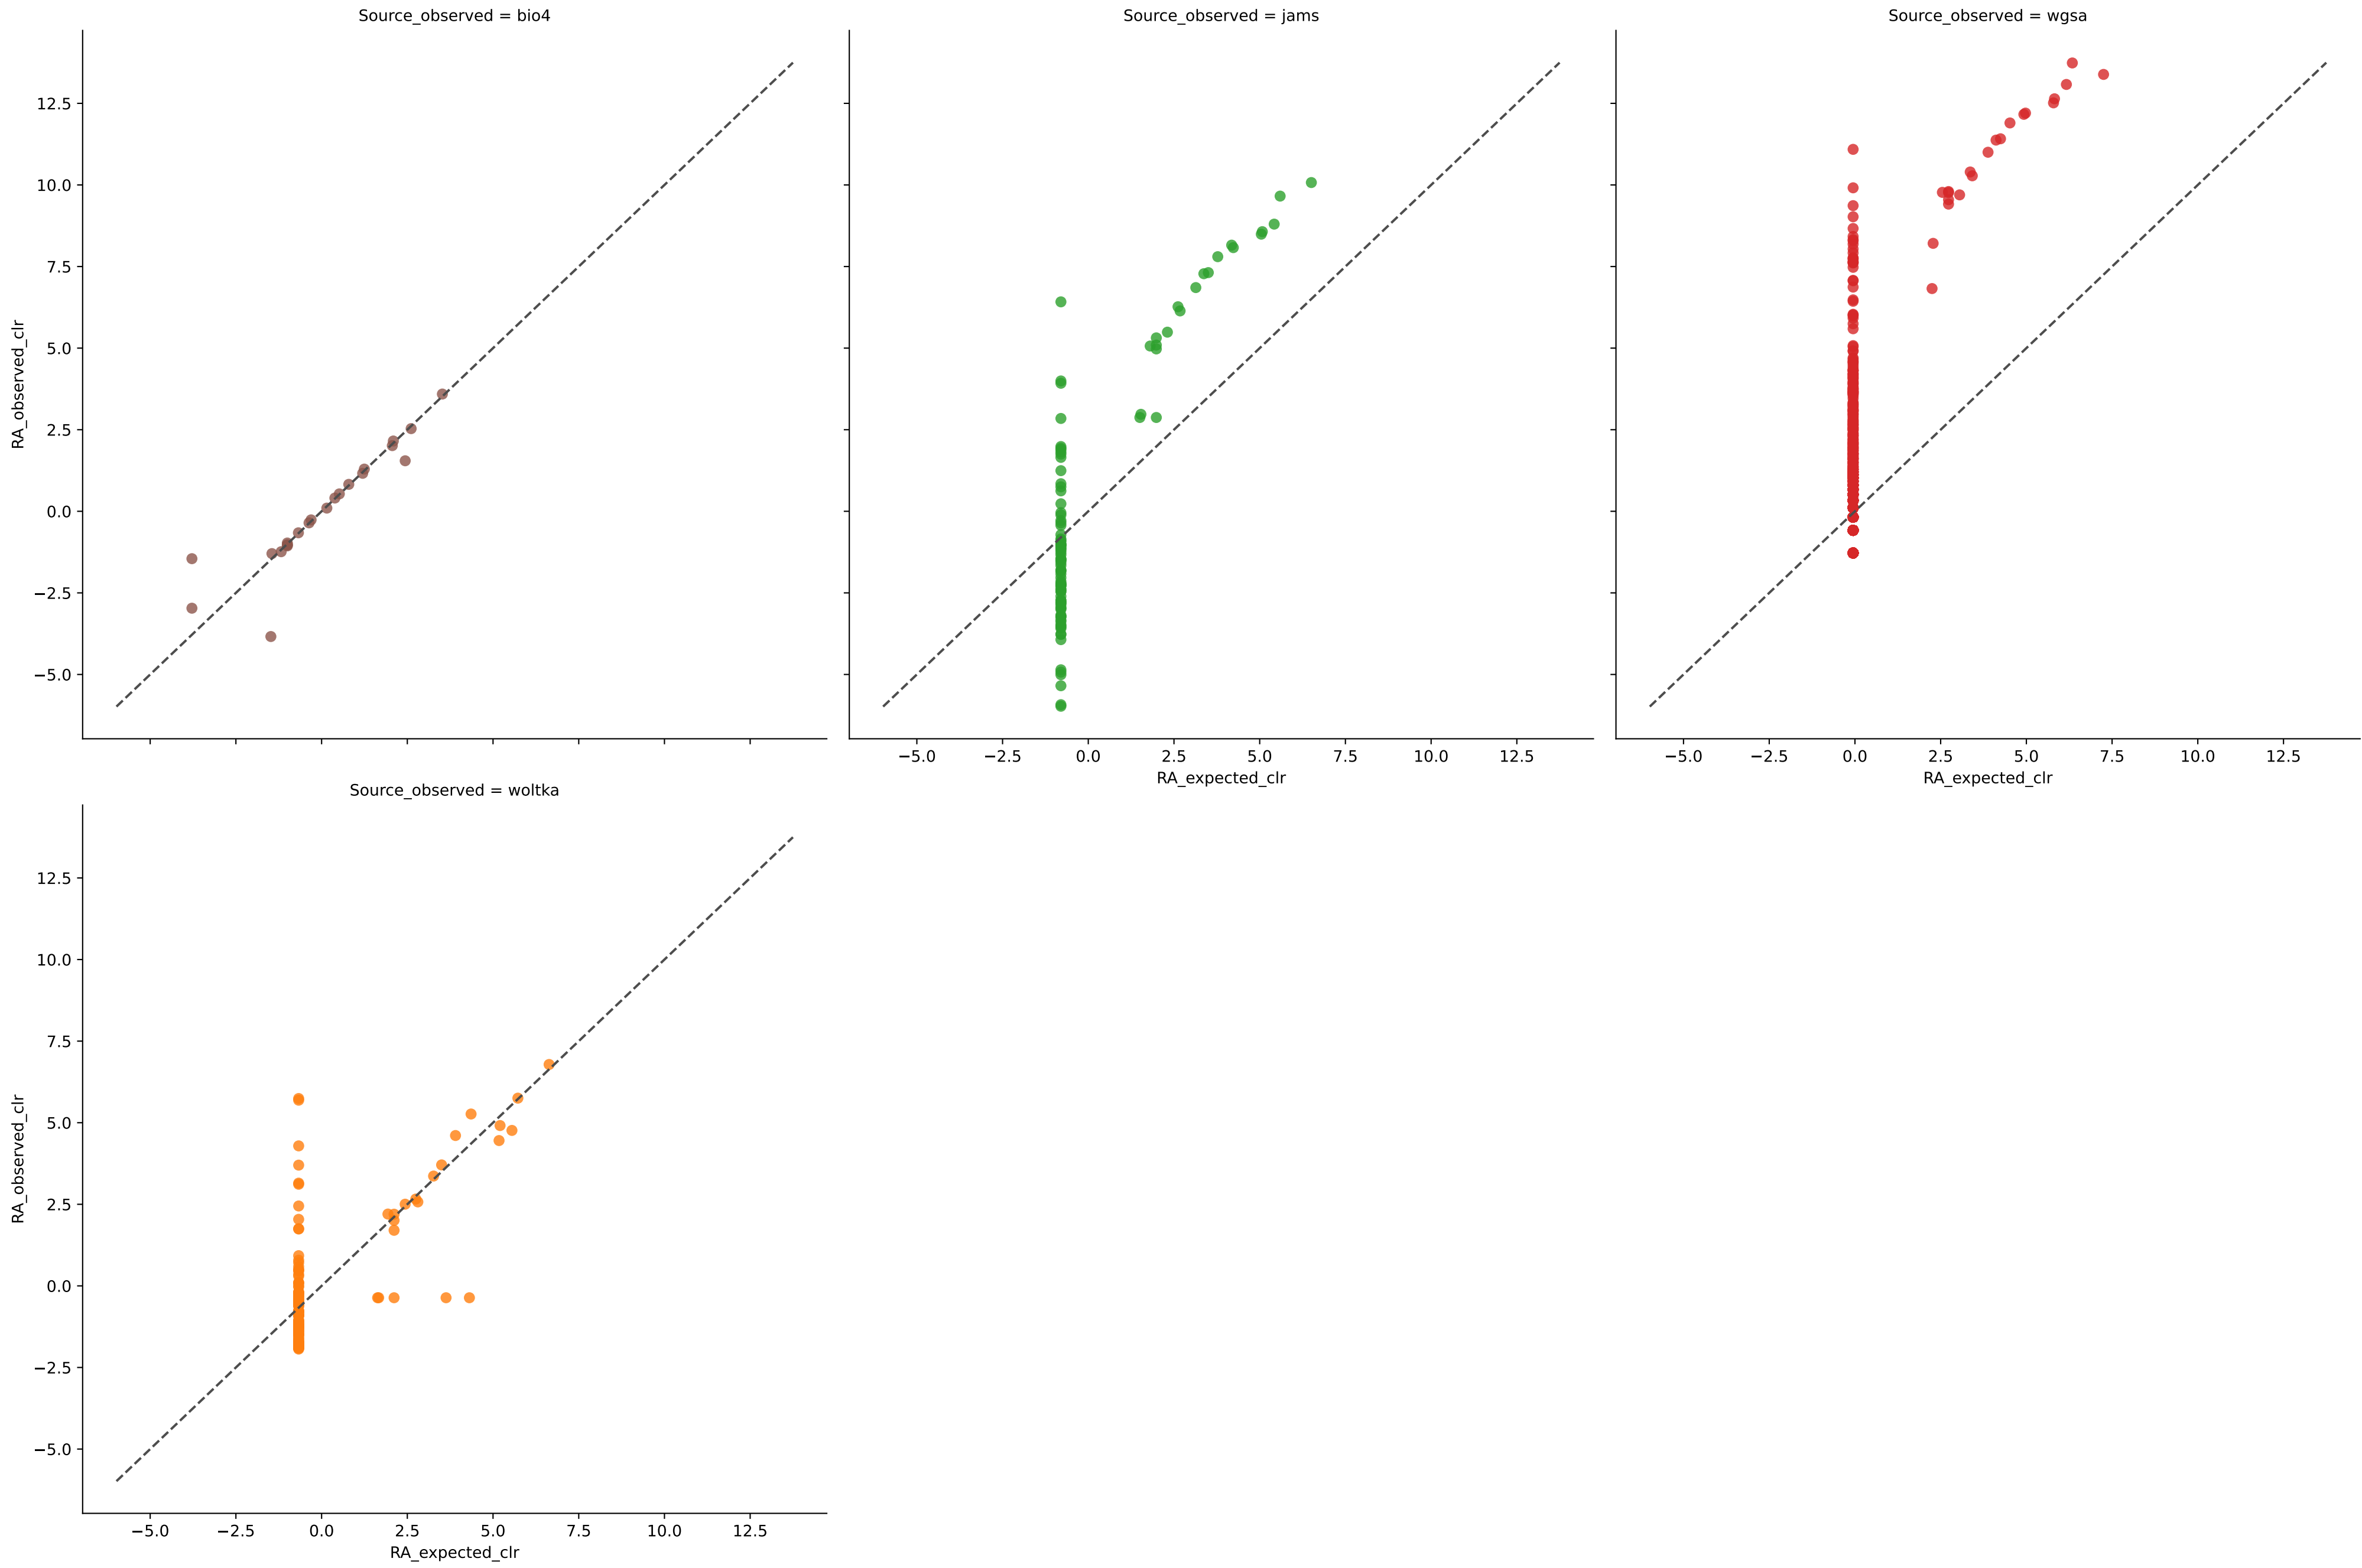 Source_observed = bio4
Source_observed = jams
Source_observed = wgsa
12.5
10.0
7.5
5.0
2.5
0.0
−2.5
−5.0
RA_observed_clr
−5.0 −2.5 0.0 2.5 5.0 7.5 10.0 12.5
RA_expected_clr
−5.0 −2.5 0.0 2.5 5.0 7.5 10.0 12.5
RA_expected_clr
Source_observed = woltka
12.5
10.0
7.5
5.0
2.5
0.0
−2.5
−5.0
RA_observed_clr
−5.0 −2.5 0.0 2.5 5.0 7.5 10.0 12.5
RA_expected_clr